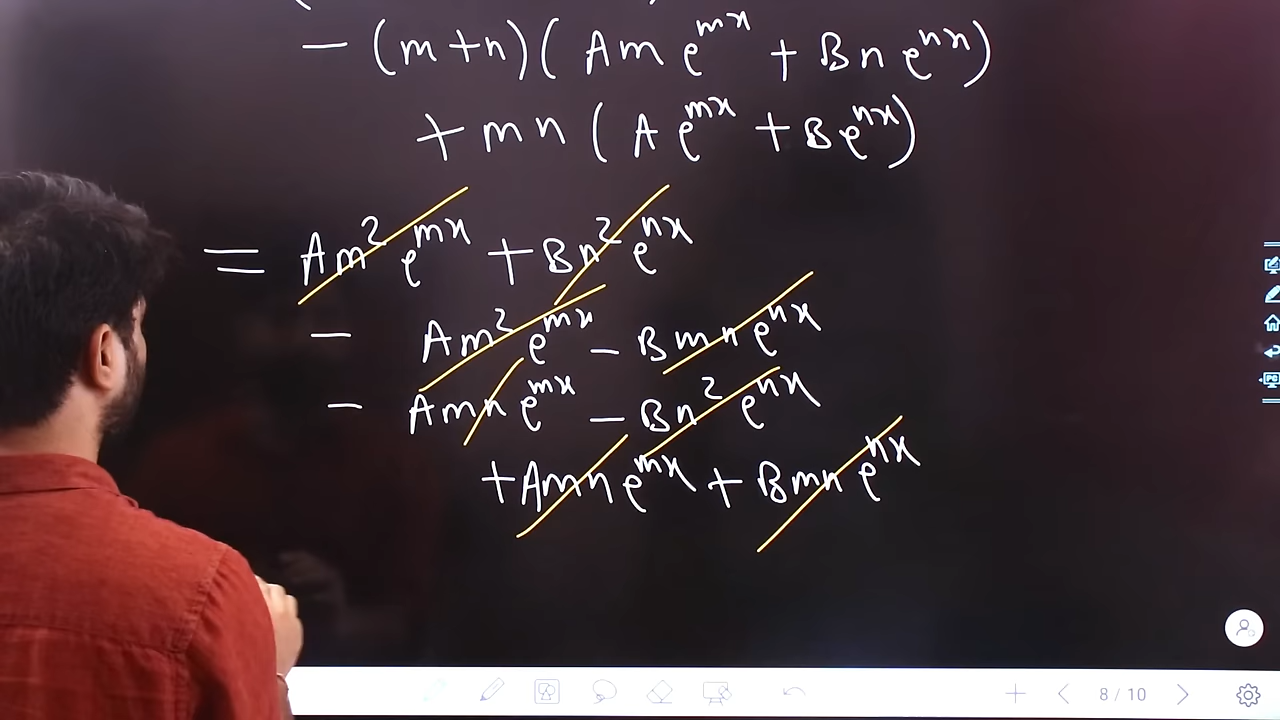 − (m+n)(Am e^{mx} + Bn e^{nx})
+ mn (A e^{mx} + B e^{nx})
= Am² e^{mx} + Bn² e^{nx}
− Am² e^{mx} − Bmn e^{nx}
− Amn e^{mx} − Bn² e^{nx}
+ Amn e^{mx} + Bmn e^{nx}
8 / 10